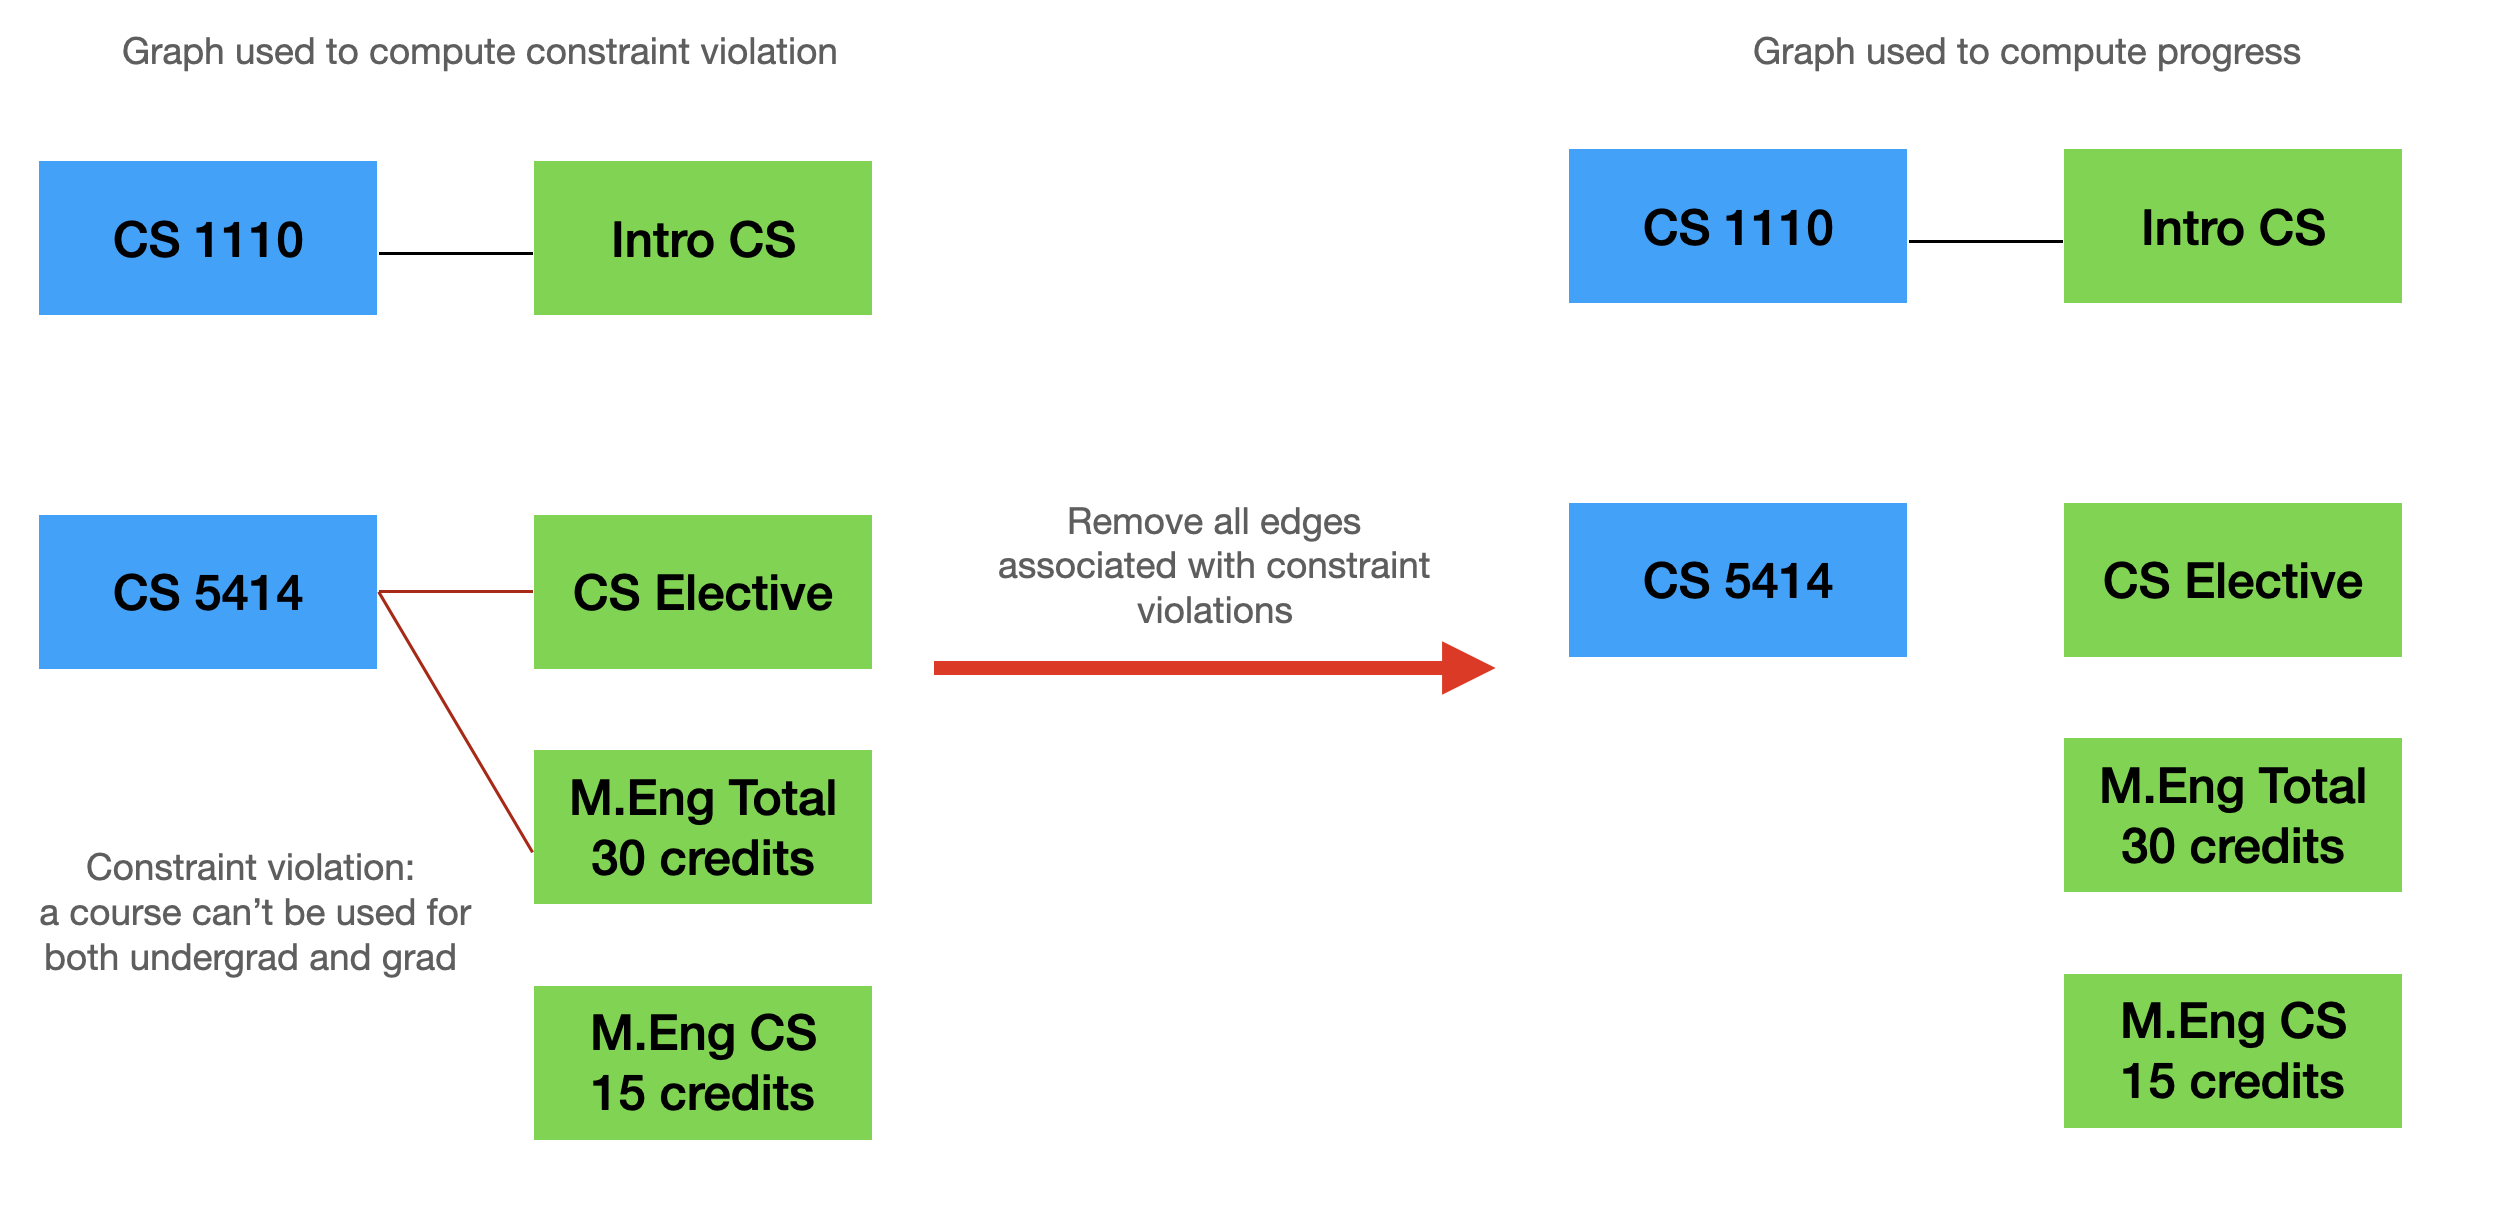 Graph used to compute constraint violation
CS 1110
Intro CS
CS 5414
CS Elective
M.Eng Total
30 credits
Constraint violation:
a course can’t be used for
both undergrad and grad
M.Eng CS
15 credits
Remove all edges
associated with constraint
violations
Graph used to compute progress
CS 1110
Intro CS
CS 5414
CS Elective
M.Eng Total
30 credits
M.Eng CS
15 credits